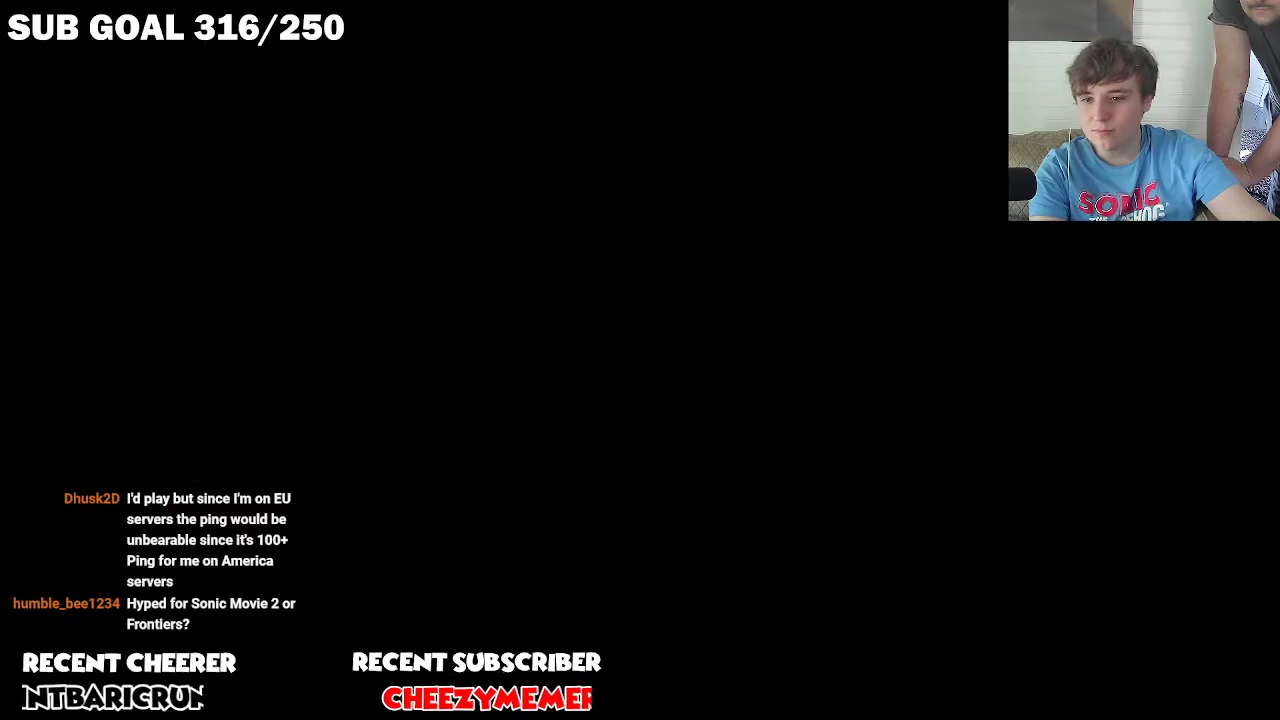 SUB GOAL 316/250
SONIC
THE HEDGEHOG
Dhusk2D I'd play but since I'm on EU
servers the ping would be
unbearable since it's 100+
Ping for me on America
servers
humble_bee1234 Hyped for Sonic Movie 2 or
Frontiers?
RECENT CHEERER RECENT SUBSCRIBER
NTBARICRUN CHEEZYMEMER